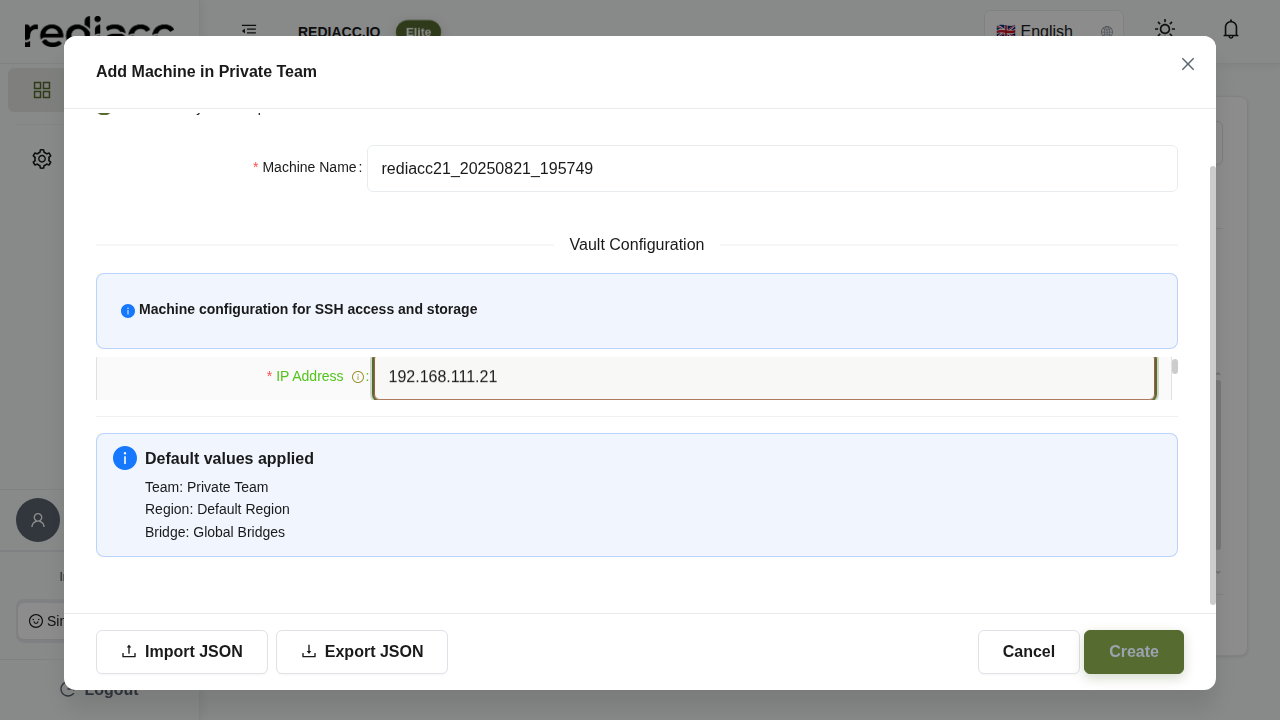 rediacc
REDIACC.IO Elite
English
Add Machine in Private Team
* Machine Name: rediacc21_20250821_195749
Vault Configuration
Machine configuration for SSH access and storage
* IP Address : 192.168.111.21
Default values applied
Team: Private Team
Region: Default Region
Bridge: Global Bridges
Import JSON
Export JSON
Cancel
Create
Logout